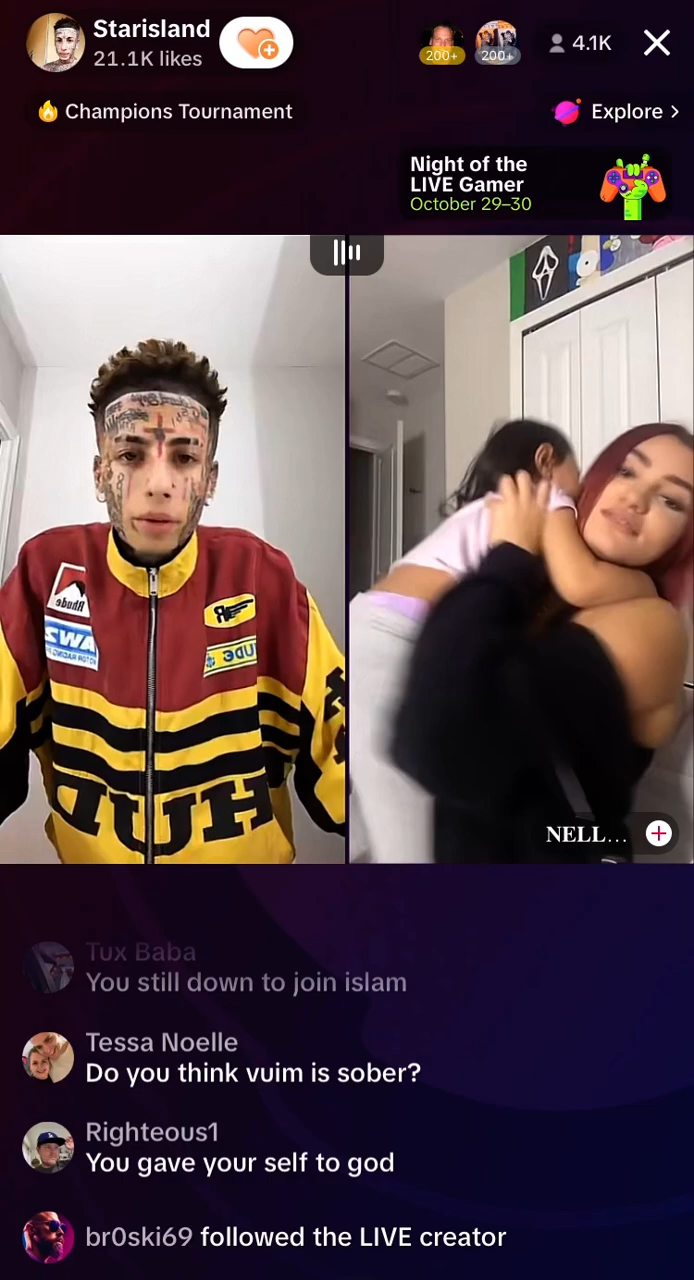 Starisland
21.1K likes
200+
200+
4.1K
Champions Tournament
Explore >
Night of the
LIVE Gamer
October 29–30
Rhude
RHUD
NELL...
Tux Baba
You still down to join islam
Tessa Noelle
Do you think vuim is sober?
Righteous1
You gave your self to god
br0ski69 followed the LIVE creator